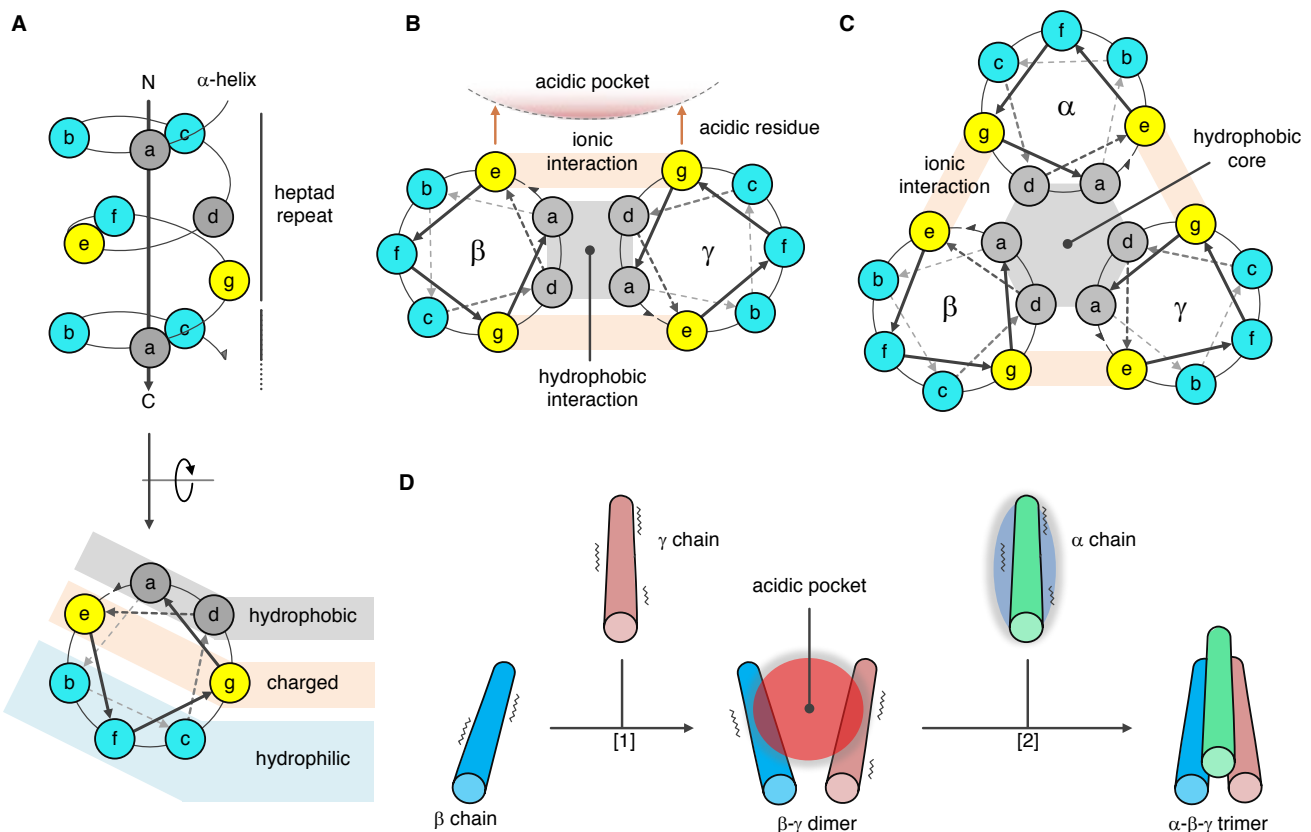 A
N
α-helix
b
c
a
f
d
e
g
heptad
repeat
b
c
a
C
a
e
d
hydrophobic
b
g
charged
f
c
hydrophilic
B
acidic pocket
acidic residue
ionic
interaction
e
g
b
c
a
d
f
β
γ
f
d
a
c
b
g
e
hydrophobic
interaction
C
f
c
b
α
g
e
hydrophobic
core
ionic
interaction
d
a
e
g
a
d
b
c
β
d
a
γ
f
f
g
e
c
b
D
γ chain
acidic pocket
α chain
[1]
[2]
β chain
β-γ dimer
α-β-γ trimer